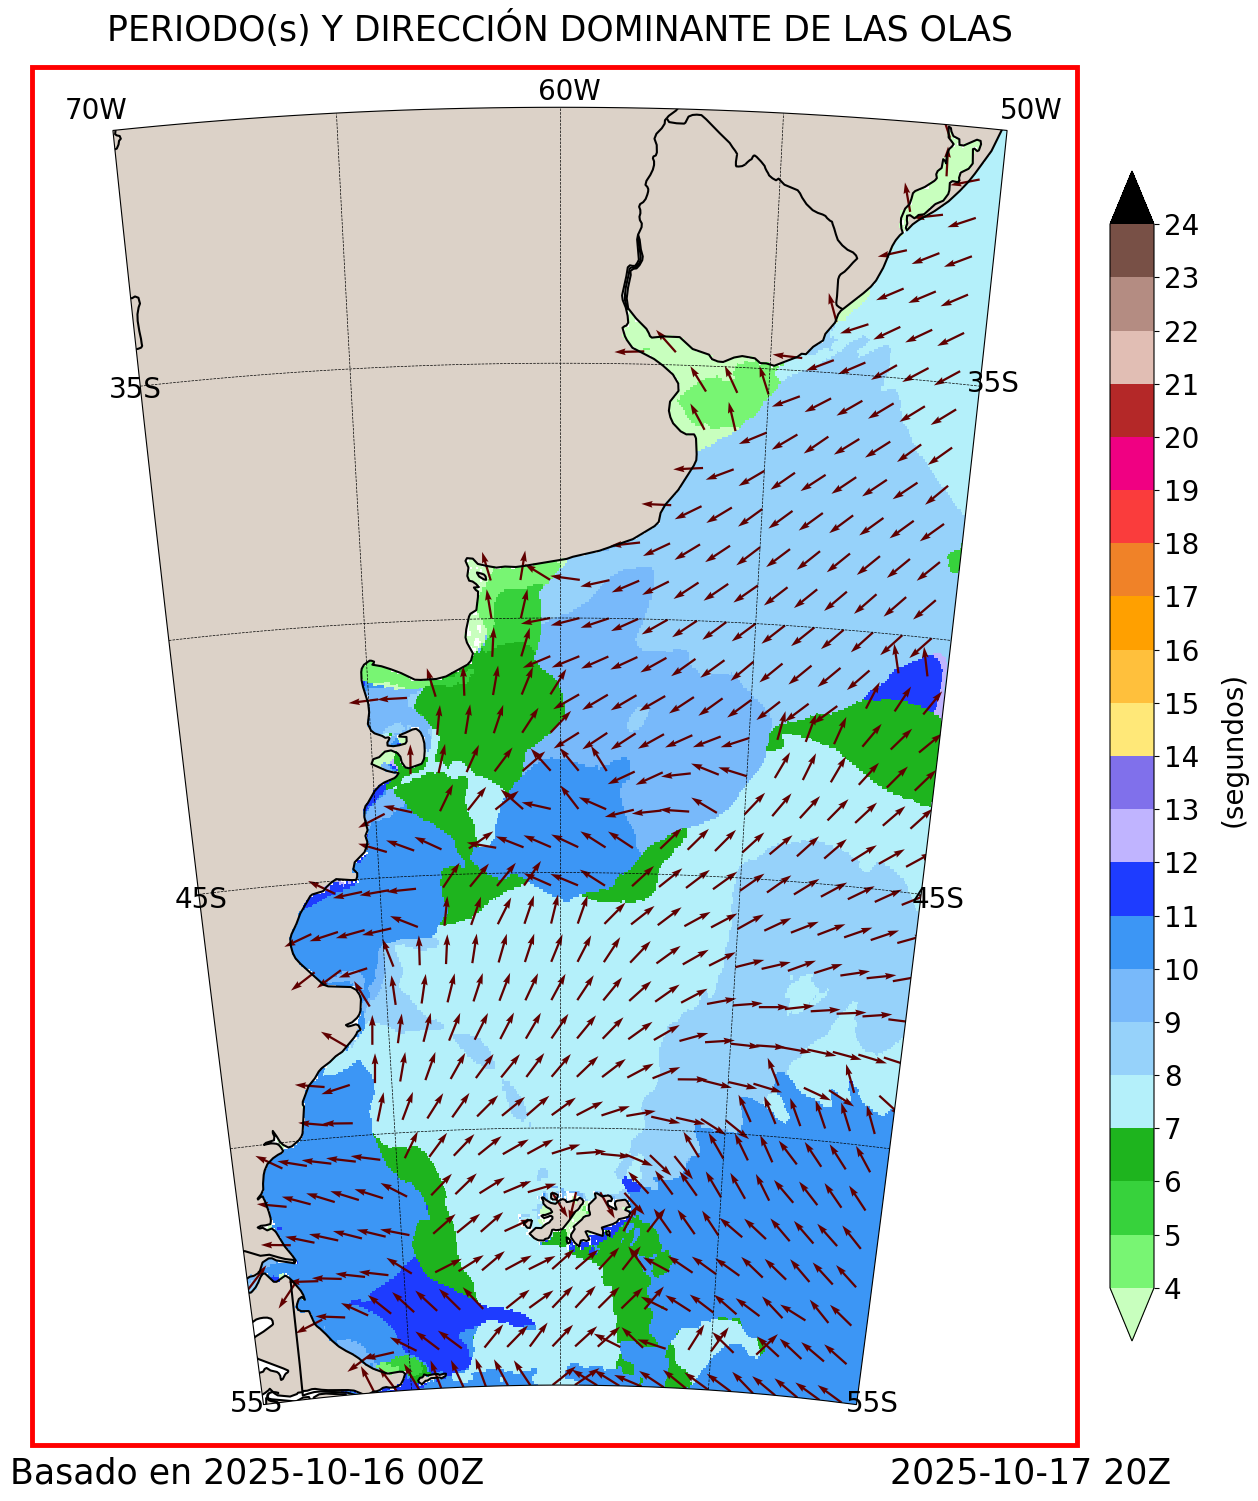 PERIODO(s) Y DIRECCIÓN DOMINANTE DE LAS OLAS
70W
60W
50W
35S
35S
45S
45S
55S
55S
24
23
22
21
20
19
18
17
16
15
14
13
12
11
10
9
8
7
6
5
4
(segundos)
Basado en 2025-10-16 00Z
2025-10-17 20Z